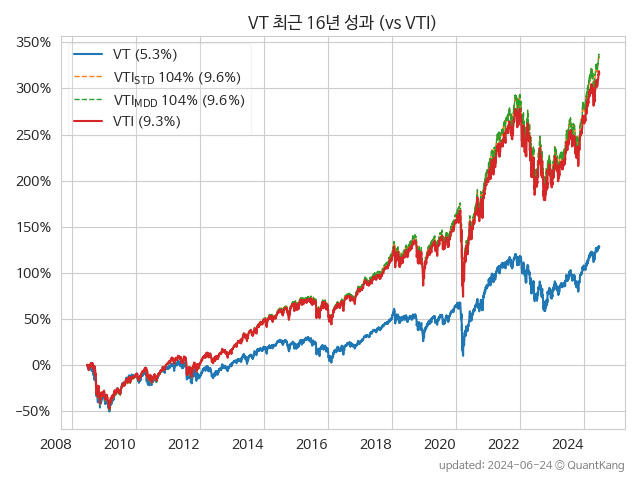 VT 최근 16년 성과 (vs VTI)
350%
300%
250%
200%
150%
100%
50%
0%
−50%
VT (5.3%)
VTI_STD 104% (9.6%)
VTI_MDD 104% (9.6%)
VTI (9.3%)
2008 2010 2012 2014 2016 2018 2020 2022 2024
updated: 2024-06-24 © QuantKang